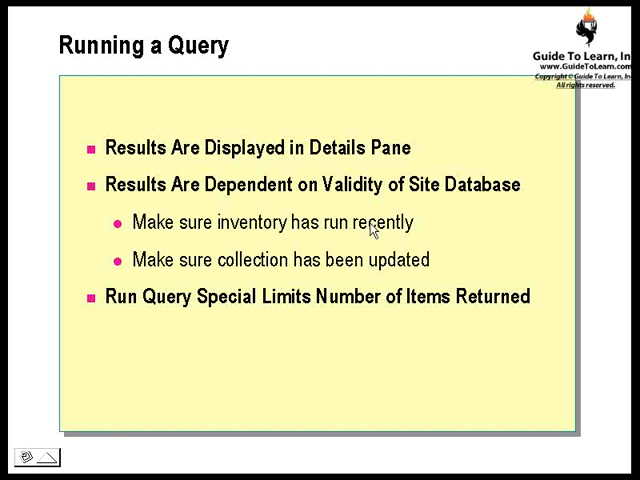 Running a Query
Guide To Learn, In
www.GuideToLearn.com
Copyright © Guide To Learn, In
All rights reserved.
Results Are Displayed in Details Pane
Results Are Dependent on Validity of Site Database
Make sure inventory has run recently
Make sure collection has been updated
Run Query Special Limits Number of Items Returned